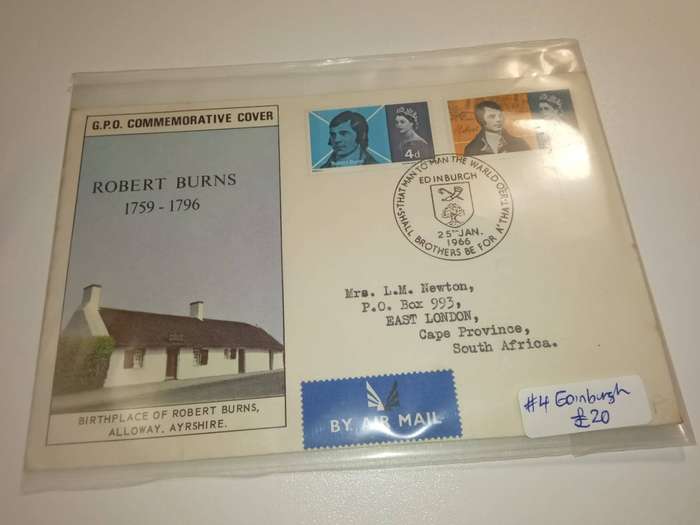 G.P.O. COMMEMORATIVE COVER
ROBERT BURNS
1759 - 1796
BIRTHPLACE OF ROBERT BURNS,
ALLOWAY, AYRSHIRE.
Robert Burns
4d
THAT MAN TO MAN THE WARLD O'ER
EDINBURGH
25TH JAN.
1966
SHALL BROTHERS BE FOR A' THAT
Mrs. L.M. Newton,
P.O. Box 993,
EAST LONDON,
Cape Province,
South Africa.
BY AIR MAIL
#4 Edinburgh
£20